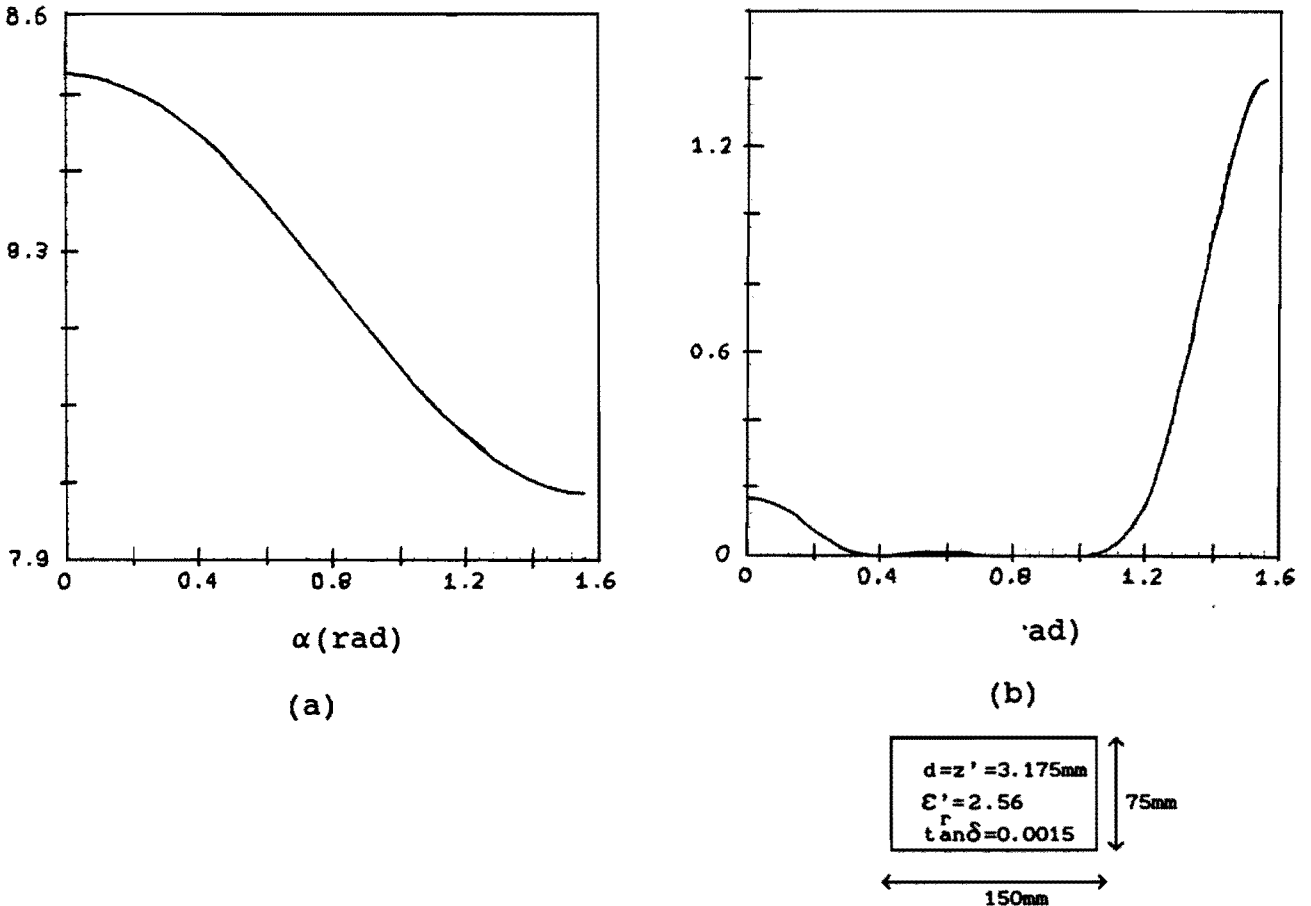 8.6
8.3
7.9
0 0.4 0.8 1.2 1.6
α(rad)
(a)
1.2
0.6
0
0 0.4 0.8 1.2 1.6
ad)
(b)
d=z'=3.175mm
ε'=2.56
r
tanδ=0.0015
75mm
150mm